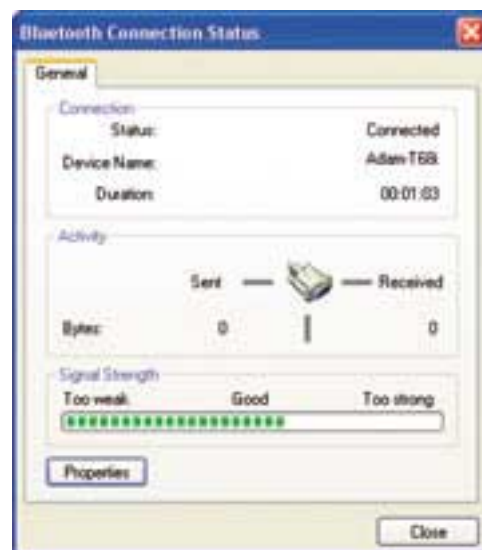 Bluetooth Connection Status
General
Connection
Status: Connected
Device Name: Adam-T68i
Duration: 00:01:03
Activity
Sent Received
Bytes: 0 0
Signal Strength
Too weak Good Too strong
Properties
Close